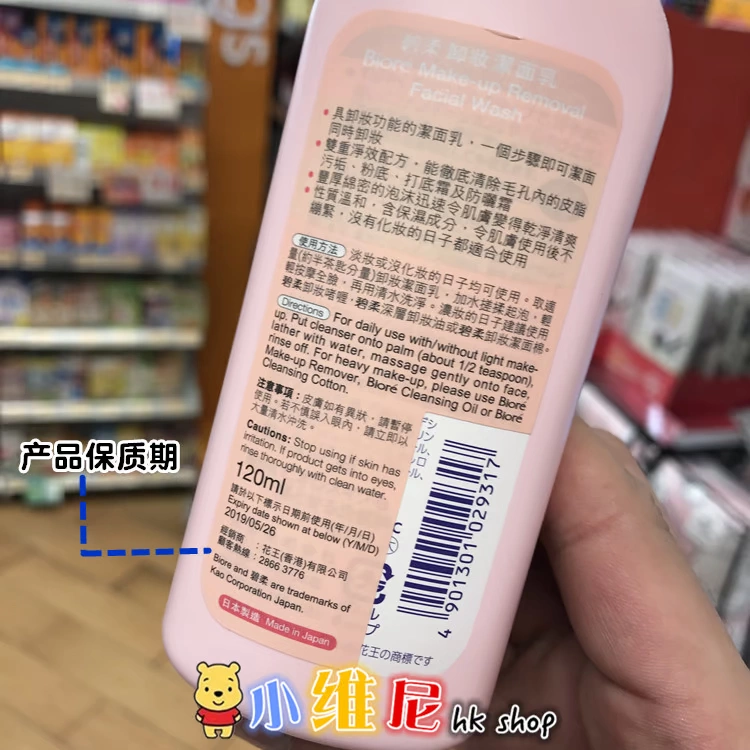 碧柔 卸妝潔面乳
Bioré Make-up Removal
Facial Wash
• 具卸妝功能的潔面乳，一個步驟即可潔面
同時卸妝
• 雙重淨效配方，能徹底清除毛孔內的皮脂
污垢、粉底、打底霜及防曬霜
• 豐厚綿密的泡沫迅速令肌膚變得乾淨清爽
• 性質溫和，含保濕成分，令肌膚使用後不
繃緊，沒有化妝的日子都適合使用
使用方法 淡妝或沒化妝的日子均可使用。取適
量(約半茶匙分量)卸妝潔面乳，加水搓揉起泡，輕
輕按摩全臉，再用清水洗淨。濃妝的日子建議使用
碧柔卸妝啫喱，碧柔深層卸妝油或碧柔卸妝潔面棉。
Directions For daily use with/without light make-
up. Put cleanser onto palm (about 1/2 teaspoon),
lather with water, massage gently onto face,
rinse off. For heavy make-up, please use Bioré
Make-up Remover, Bioré Cleansing Oil or Bioré
Cleansing Cotton.
注意事項：皮膚如有異狀，請暫停
使用。若不慎誤入眼內，請立即以
大量清水沖洗。
Cautions: Stop using if skin has
irritation. If product gets into eyes,
rinse thoroughly with clean water.
120ml
請於以下標示日期前使用(年/月/日)
Expiry date shown at below (Y/M/D)
2019/05/26
經銷商 ：花王(香港)有限公司
顧客熱線：2866 3776
Biore and 碧柔 are trademarks of
Kao Corporation Japan.
日本製造 Made in Japan
4 901301 029317
花王の商標です
产品保质期
小维尼 hk shop